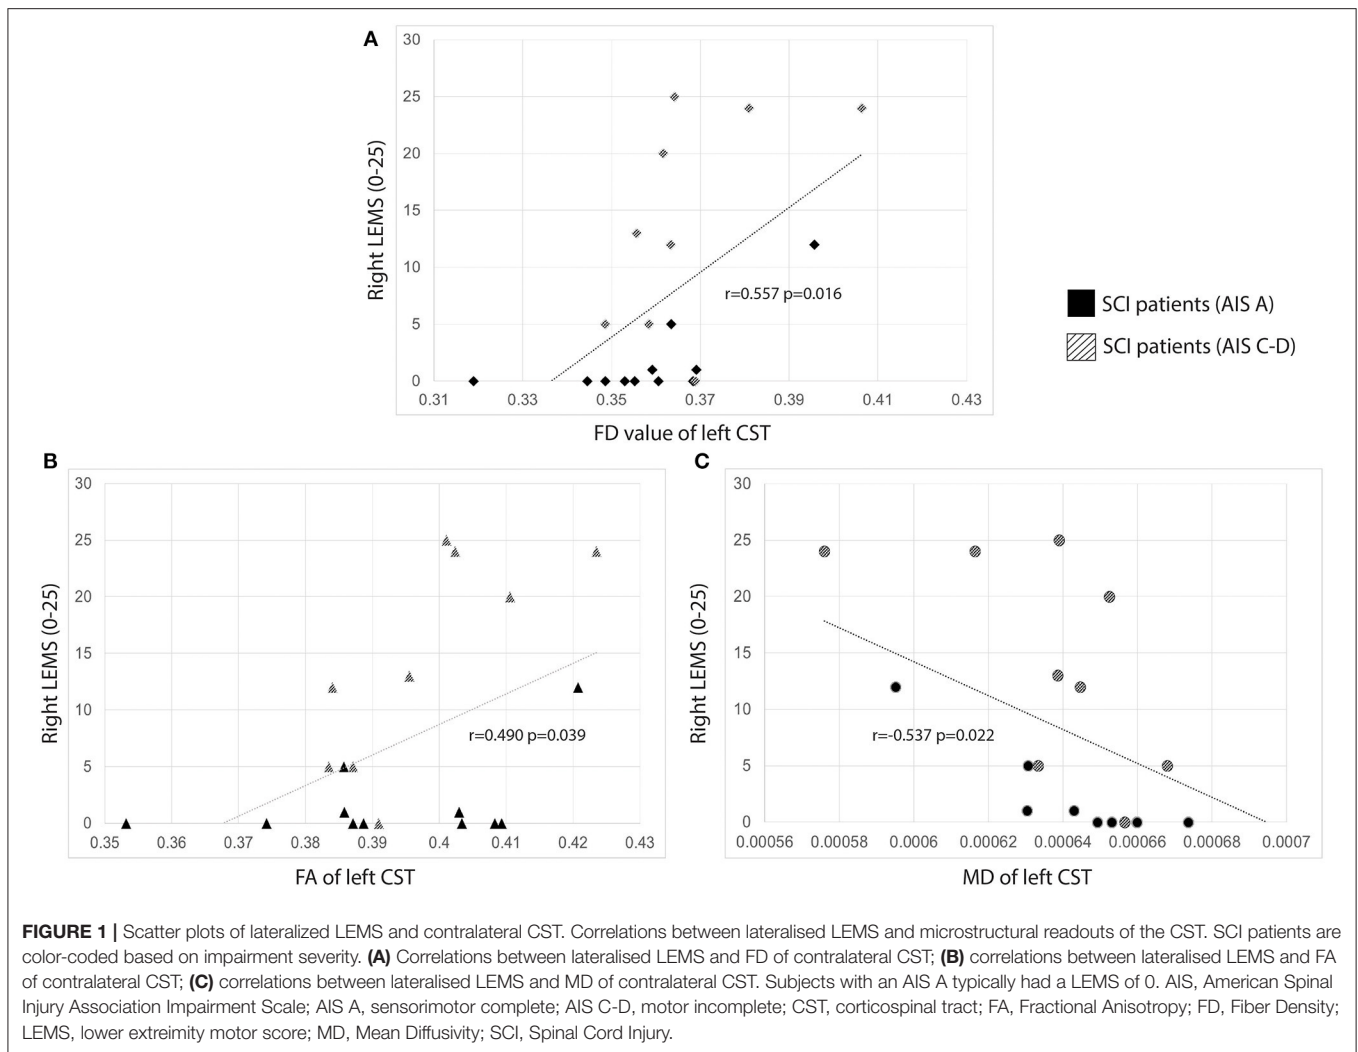 A
30
25
20
15
10
5
0
Right LEMS (0-25)
r=0.557 p=0.016
0.31 0.33 0.35 0.37 0.39 0.41 0.43
FD value of left CST
SCI patients (AIS A)
SCI patients (AIS C-D)
B
30
25
20
15
10
5
0
Right LEMS (0-25)
r=0.490 p=0.039
0.35 0.36 0.37 0.38 0.39 0.4 0.41 0.42 0.43
FA of left CST
C
30
25
20
15
10
5
0
Right LEMS (0-25)
r=-0.537 p=0.022
0.00056 0.00058 0.0006 0.00062 0.00064 0.00066 0.00068 0.0007
MD of left CST
FIGURE 1 | Scatter plots of lateralized LEMS and contralateral CST. Correlations between lateralised LEMS and microstructural readouts of the CST. SCI patients are
color-coded based on impairment severity. (A) Correlations between lateralised LEMS and FD of contralateral CST; (B) correlations between lateralised LEMS and FA
of contralateral CST; (C) correlations between lateralised LEMS and MD of contralateral CST. Subjects with an AIS A typically had a LEMS of 0. AIS, American Spinal
Injury Association Impairment Scale; AIS A, sensorimotor complete; AIS C-D, motor incomplete; CST, corticospinal tract; FA, Fractional Anisotropy; FD, Fiber Density;
LEMS, lower extreimity motor score; MD, Mean Diffusivity; SCI, Spinal Cord Injury.